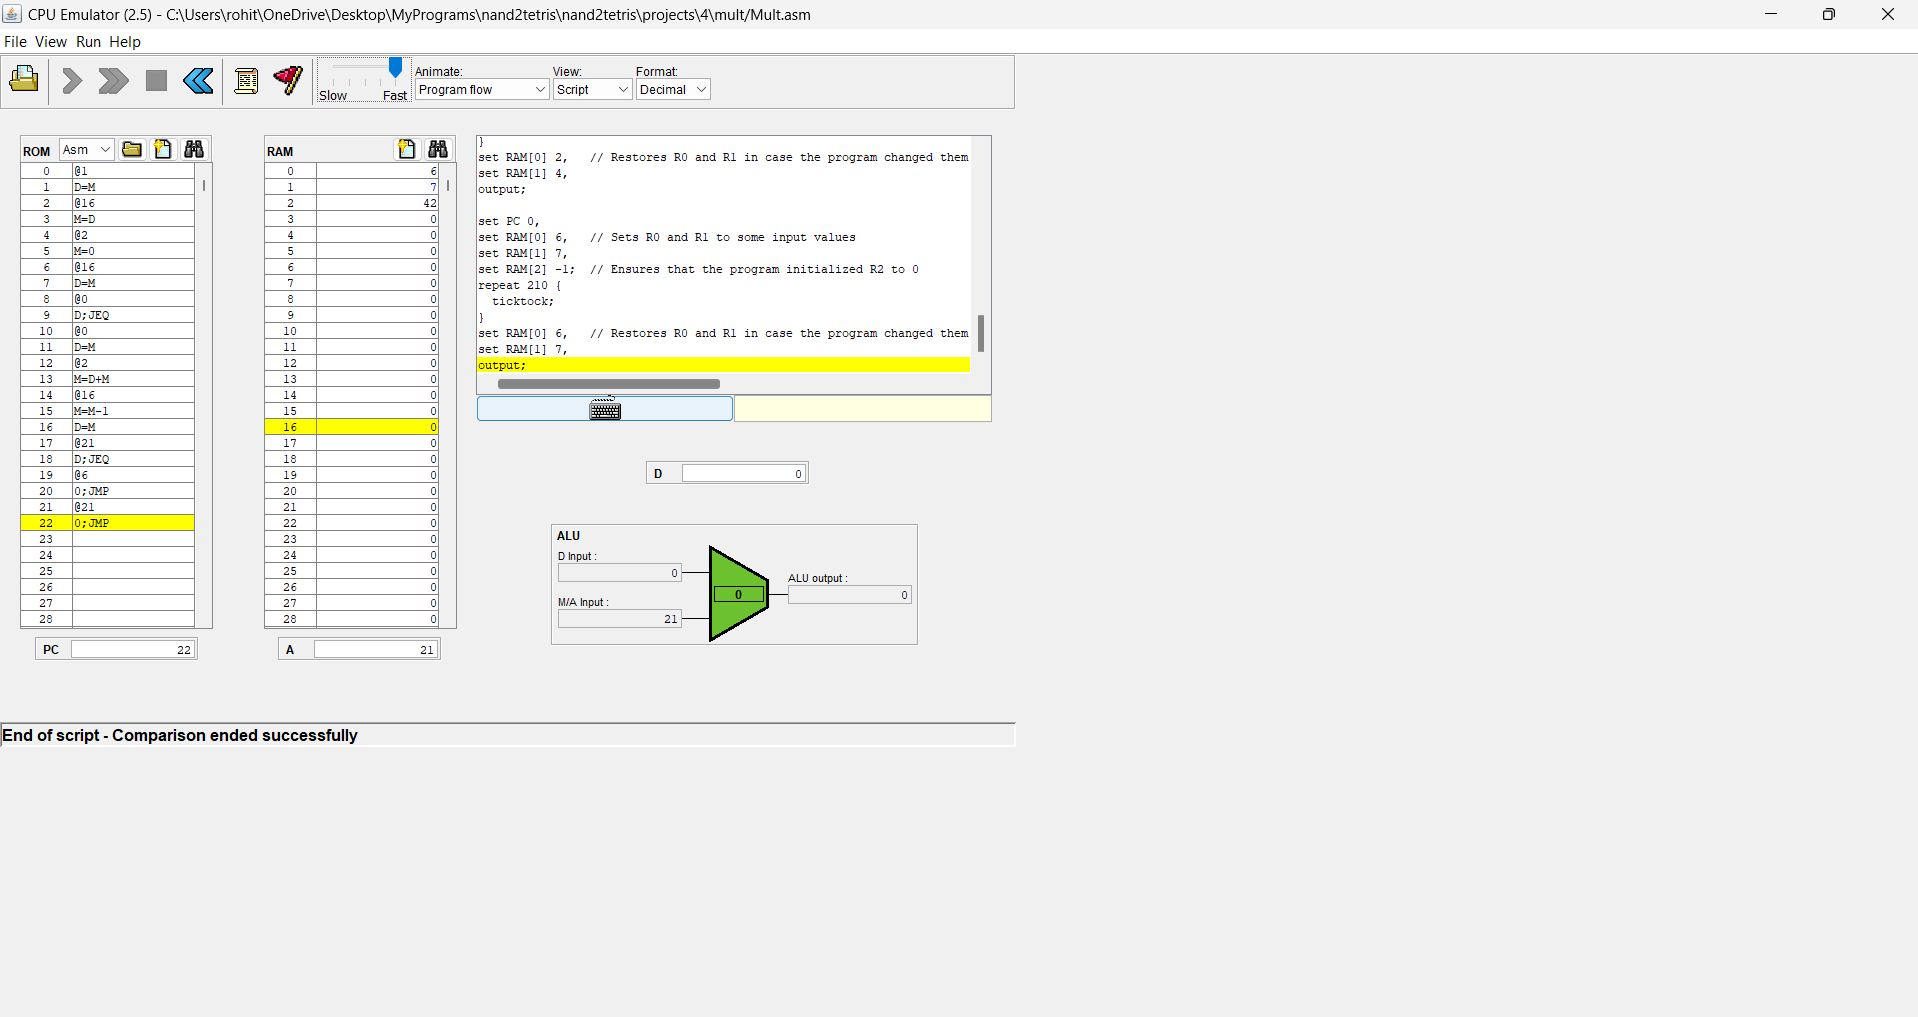 CPU Emulator (2.5) - C:\Users\rohit\OneDrive\Desktop\MyPrograms\nand2tetris\nand2tetris\projects\4\mult/Mult.asm
File View Run Help
Slow Fast
Animate:
Program flow
View:
Script
Format:
Decimal
ROM Asm
0 @1
1 D=M
2 @16
3 M=D
4 @2
5 M=0
6 @16
7 D=M
8 @0
9 D;JEQ
10 @0
11 D=M
12 @2
13 M=D+M
14 @16
15 M=M-1
16 D=M
17 @21
18 D;JEQ
19 @6
20 0;JMP
21 @21
22 0;JMP
23
24
25
26
27
28
PC 22
RAM
0 6
1 7
2 42
3 0
4 0
5 0
6 0
7 0
8 0
9 0
10 0
11 0
12 0
13 0
14 0
15 0
16 0
17 0
18 0
19 0
20 0
21 0
22 0
23 0
24 0
25 0
26 0
27 0
28 0
A 21
}
set RAM[0] 2, // Restores R0 and R1 in case the program changed them
set RAM[1] 4,
output;
set PC 0,
set RAM[0] 6, // Sets R0 and R1 to some input values
set RAM[1] 7,
set RAM[2] -1; // Ensures that the program initialized R2 to 0
repeat 210 {
ticktock;
}
set RAM[0] 6, // Restores R0 and R1 in case the program changed them
set RAM[1] 7,
output;
D 0
ALU
D Input :
0
M/A Input :
21
0
ALU output :
0
End of script - Comparison ended successfully